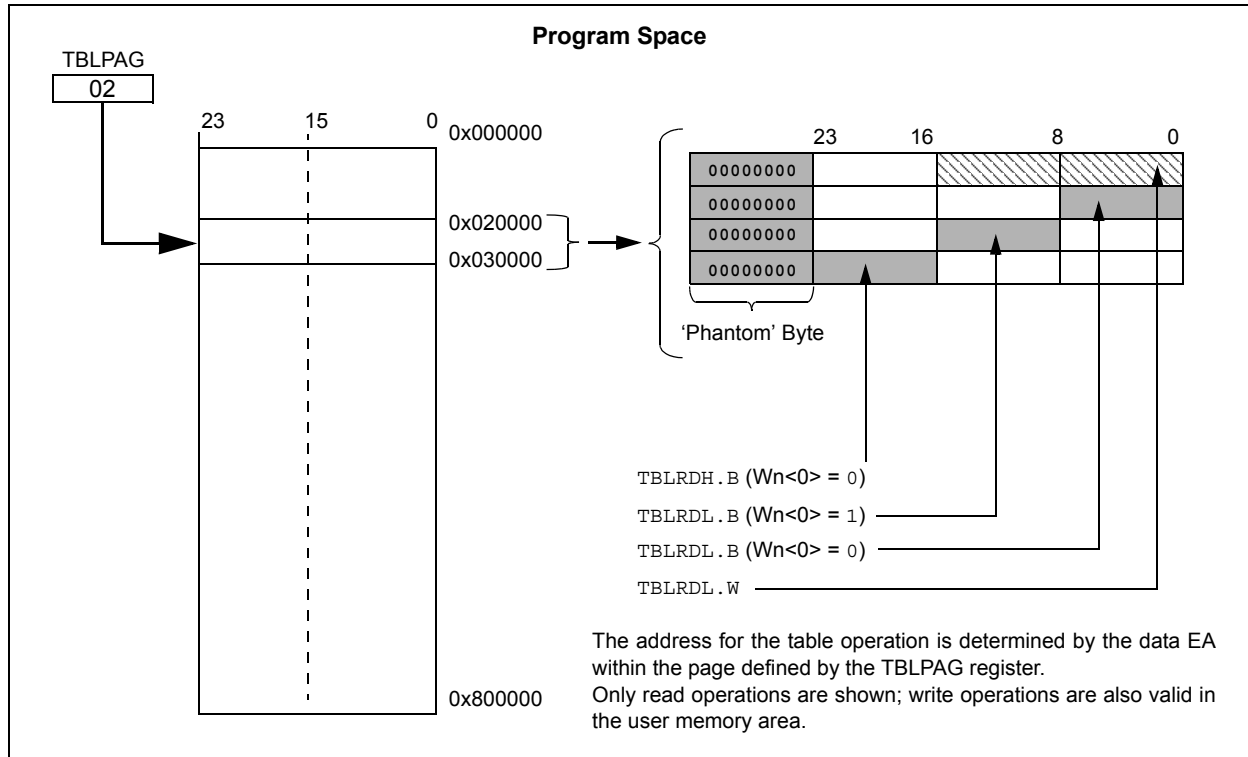 Program Space
TBLPAG
02
23 15 0
0x000000
0x020000
0x030000
0x800000
23 16 8 0
00000000
00000000
00000000
00000000
‘Phantom’ Byte
TBLRDH.B (Wn<0> = 0)
TBLRDL.B (Wn<0> = 1)
TBLRDL.B (Wn<0> = 0)
TBLRDL.W
The address for the table operation is determined by the data EA
within the page defined by the TBLPAG register.
Only read operations are shown; write operations are also valid in
the user memory area.